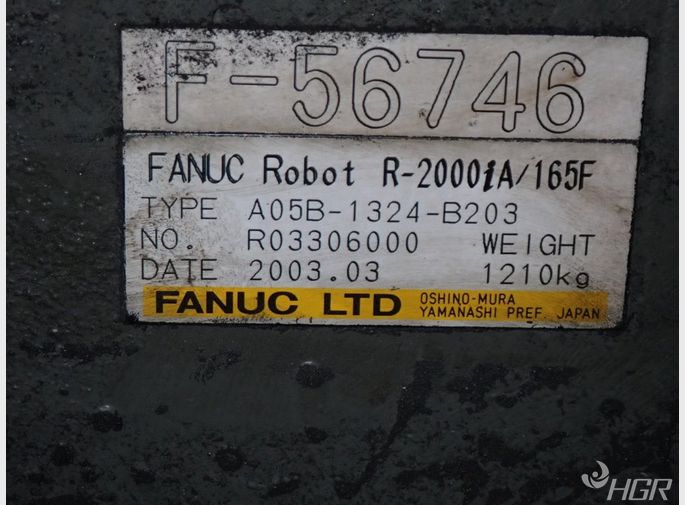 F-56746
FANUC Robot R-2000iA/165F
TYPE A05B-1324-B203
NO. R03306000 WEIGHT
DATE 2003.03 1210kg
FANUC LTD OSHINO-MURA
YAMANASHI PREF. JAPAN
HGR